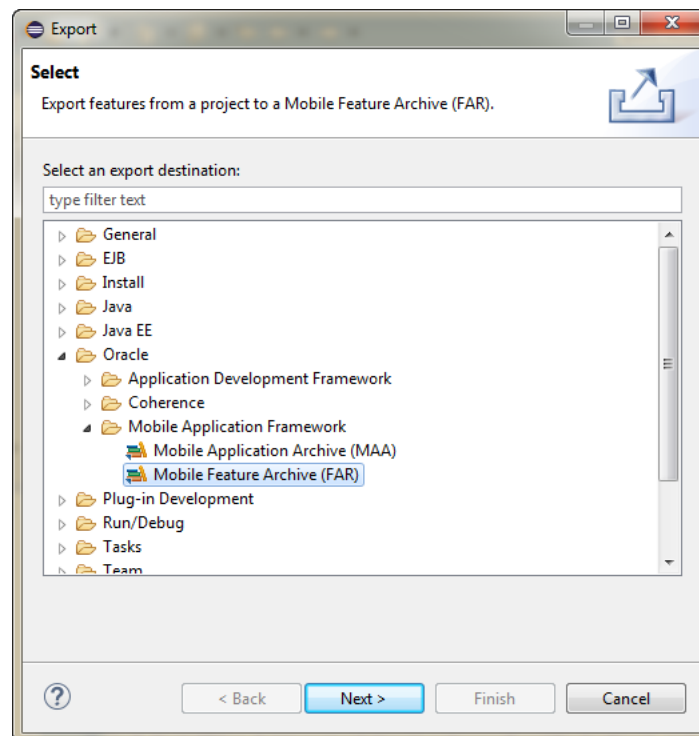 Export
Select
Export features from a project to a Mobile Feature Archive (FAR).
Select an export destination:
type filter text
General
EJB
Install
Java
Java EE
Oracle
Application Development Framework
Coherence
Mobile Application Framework
Mobile Application Archive (MAA)
Mobile Feature Archive (FAR)
Plug-in Development
Run/Debug
Tasks
Team
?
< Back Next > Finish Cancel